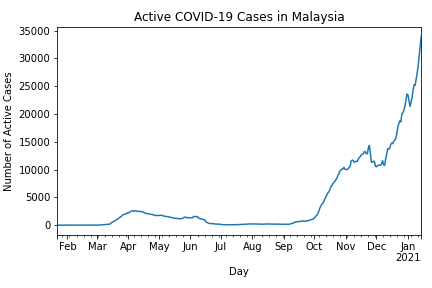 Active COVID-19 Cases in Malaysia
35000
30000
25000
20000
15000
10000
5000
0
Number of Active Cases
Feb Mar Apr May Jun Jul Aug Sep Oct Nov Dec Jan
2021
Day